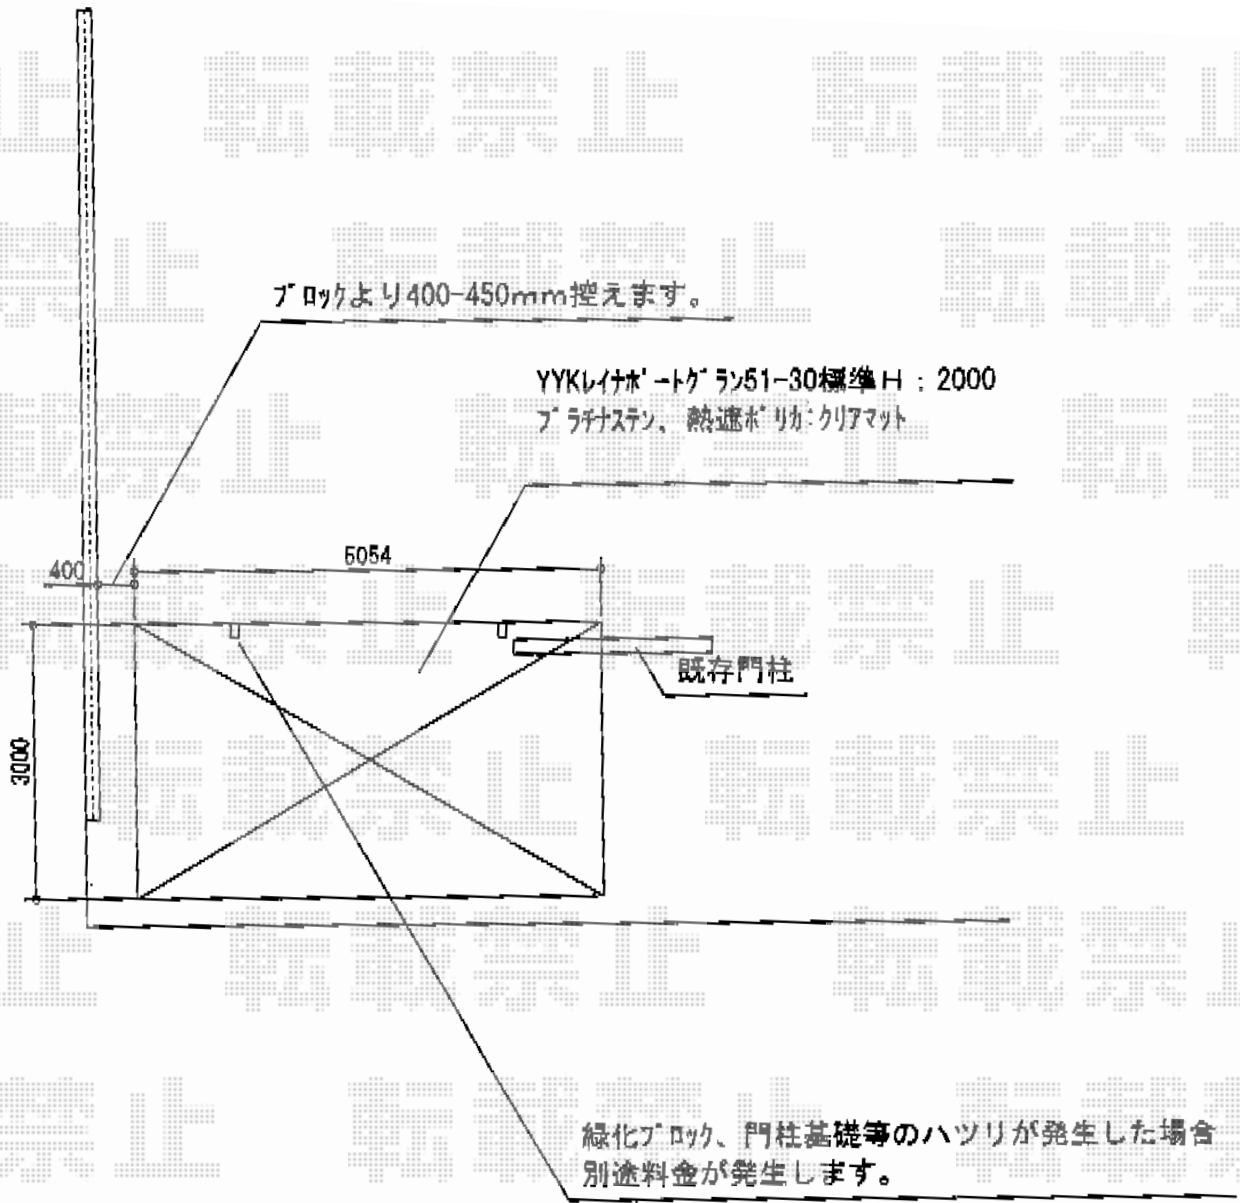 転載禁止
ブロックより400-450mm控えます。
YYKレイナポートグラン51-30標準H：2000
プラチナステン、熱遮ポリカ：クリアマット
400
5054
既存門柱
3000
緑化ブロック、門柱基礎等のハツリが発生した場合
別途料金が発生します。